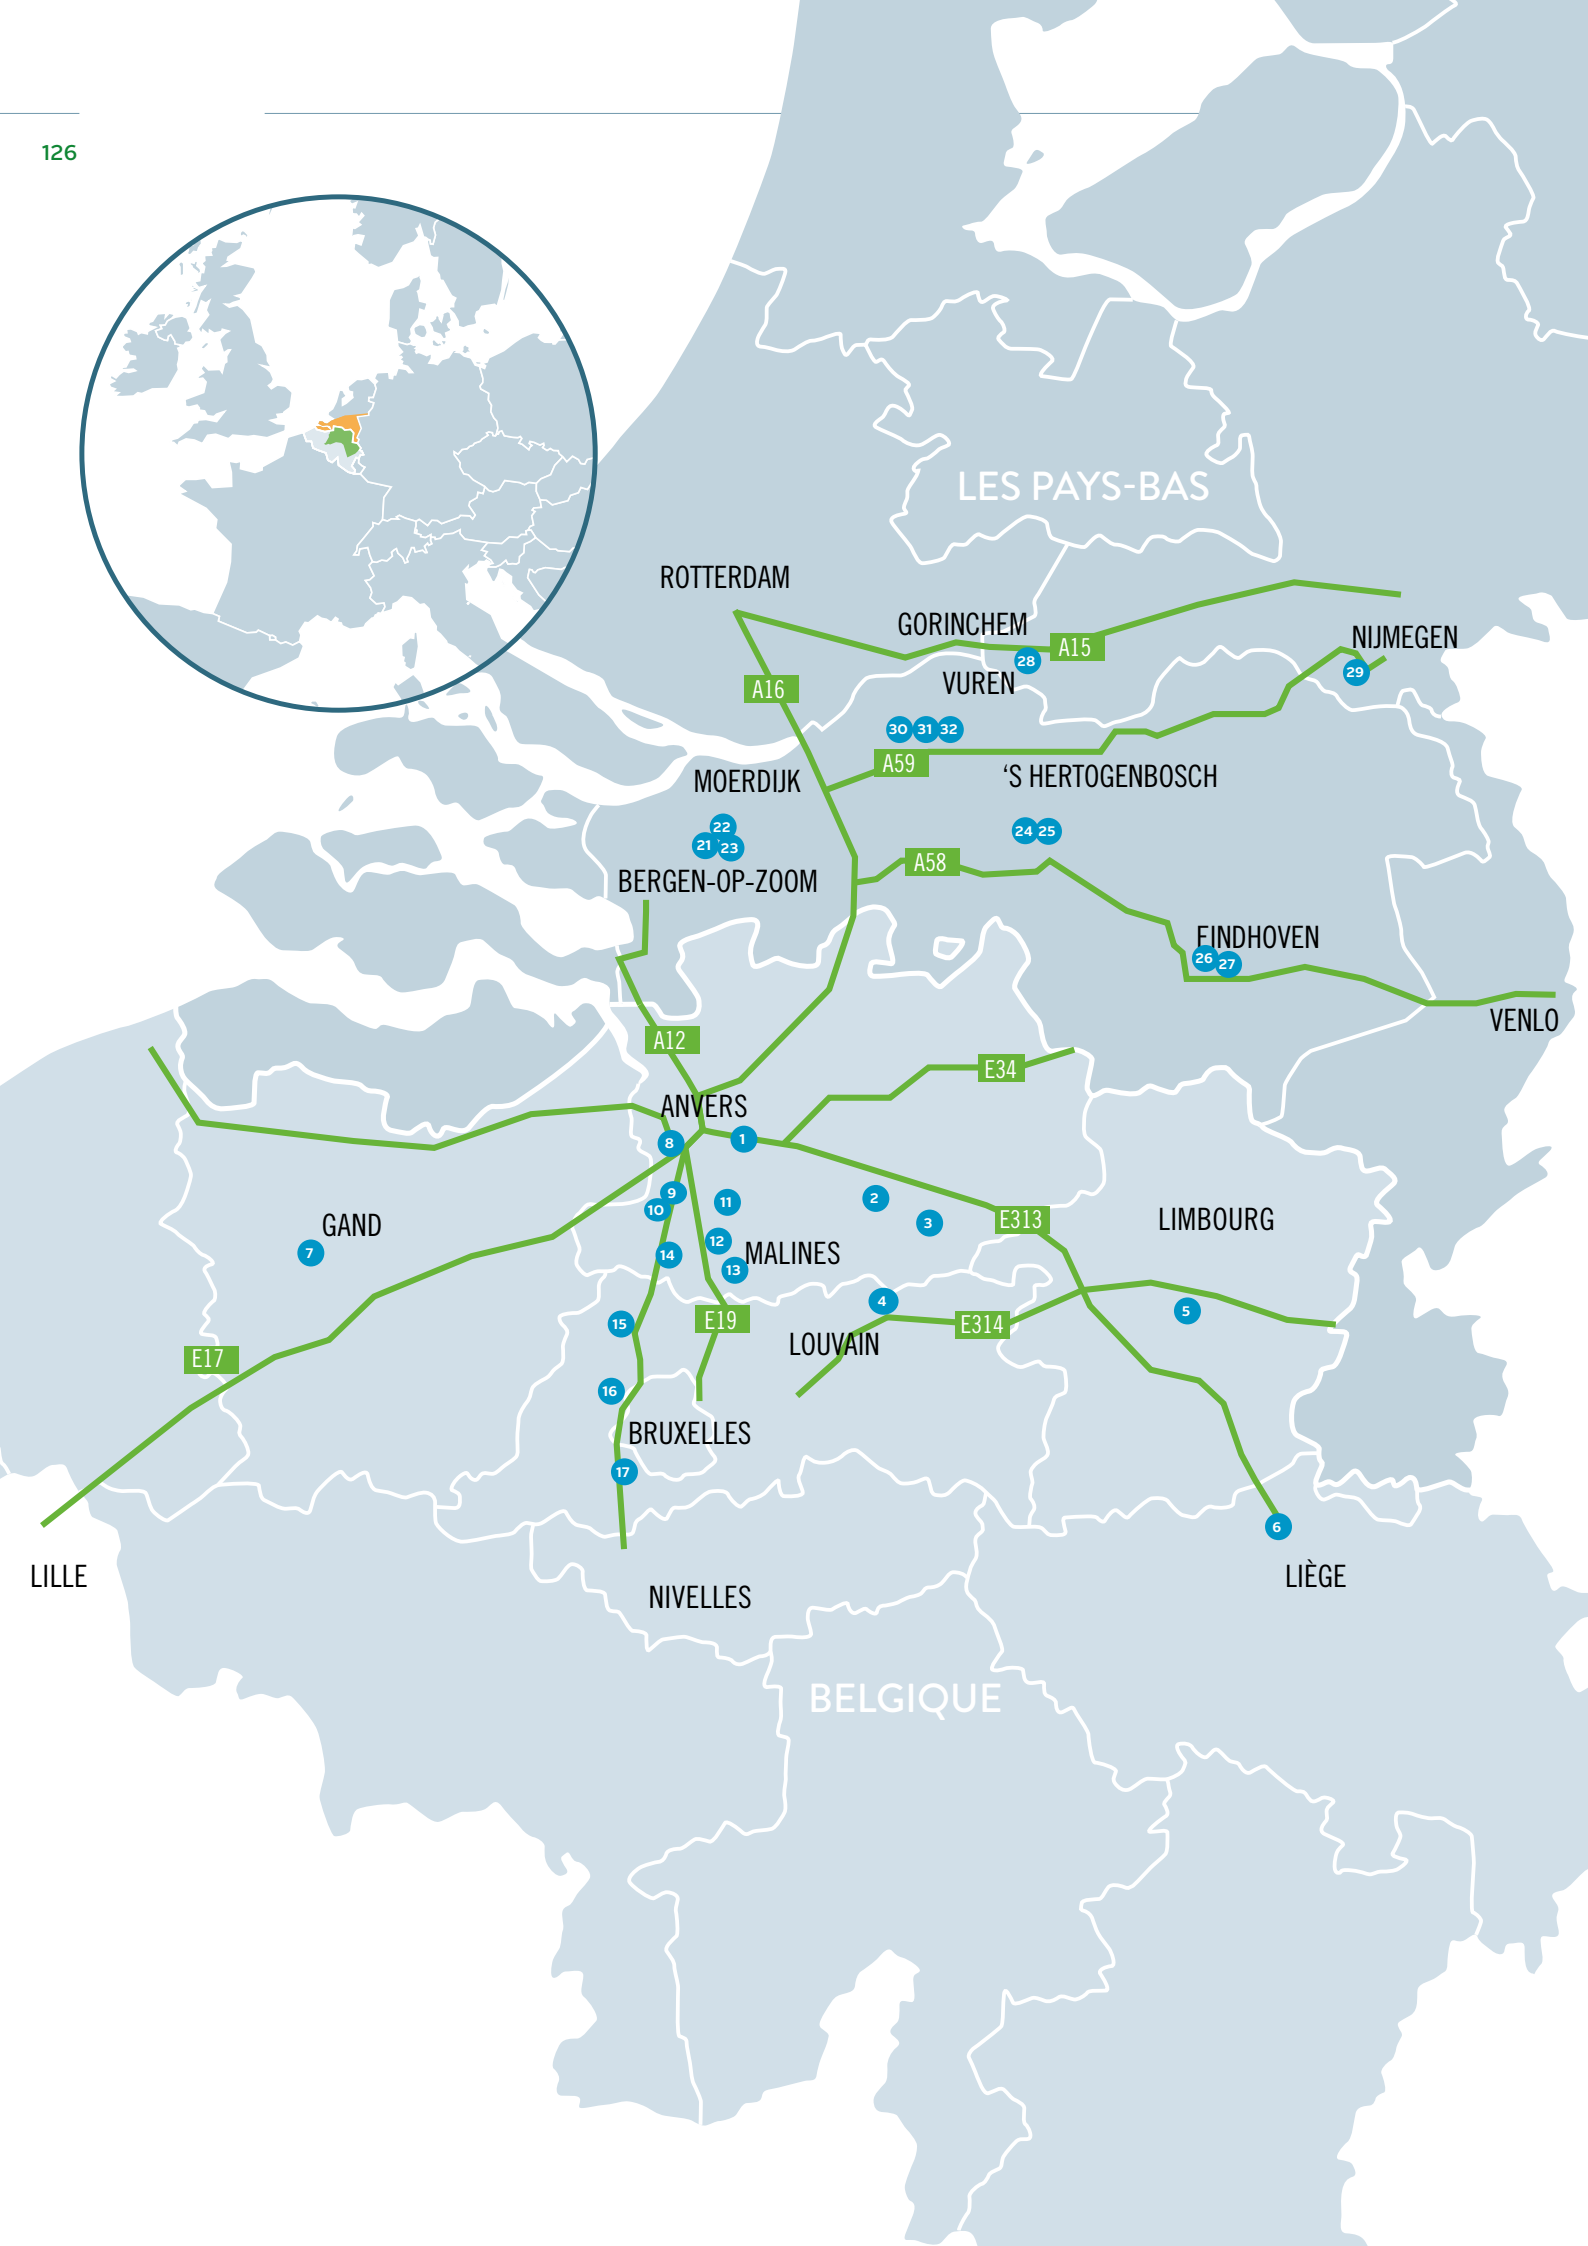 126
LES PAYS-BAS
ROTTERDAM
GORINCHEM
A15
NIJMEGEN
28
29
VUREN
A16
30 31 32
A59
'S HERTOGENBOSCH
MOERDIJK
22
21 23
24 25
A58
BERGEN-OP-ZOOM
EINDHOVEN
26 27
VENLO
A12
E34
ANVERS
8
1
9
10
11
2
3
E313
LIMBOURG
GAND
7
12
14
13
MALINES
4
5
15
E19
E314
LOUVAIN
E17
16
BRUXELLES
17
6
LILLE
LIÈGE
NIVELLES
BELGIQUE